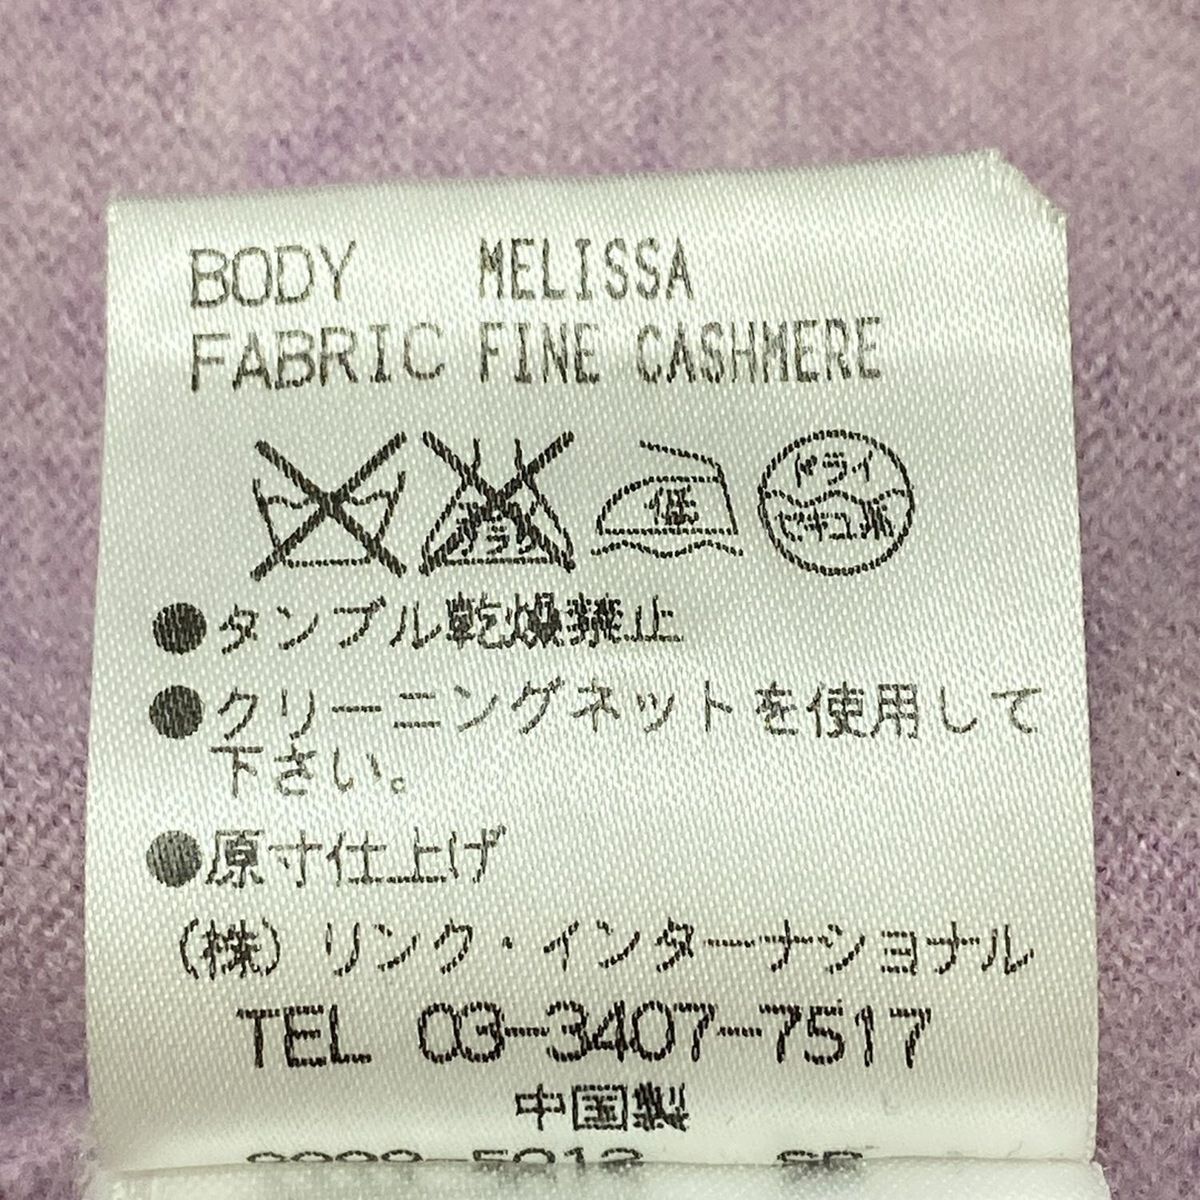 BODY MELISSA
FABRIC FINE CASHMERE
低
ドライ
セキユ系
●タンブル乾燥禁止
●クリーニングネットを使用して
下さい。
●原寸仕上げ
(株)リンク・インターナショナル
TEL 03-3407-7517
中国製